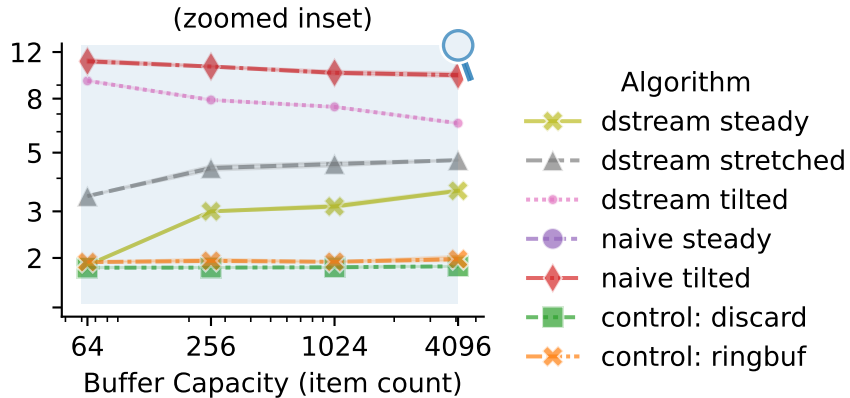 (zoomed inset)
12
8
5
3
2
64 256 1024 4096
Buffer Capacity (item count)
Algorithm
dstream steady
dstream stretched
dstream tilted
naive steady
naive tilted
control: discard
control: ringbuf